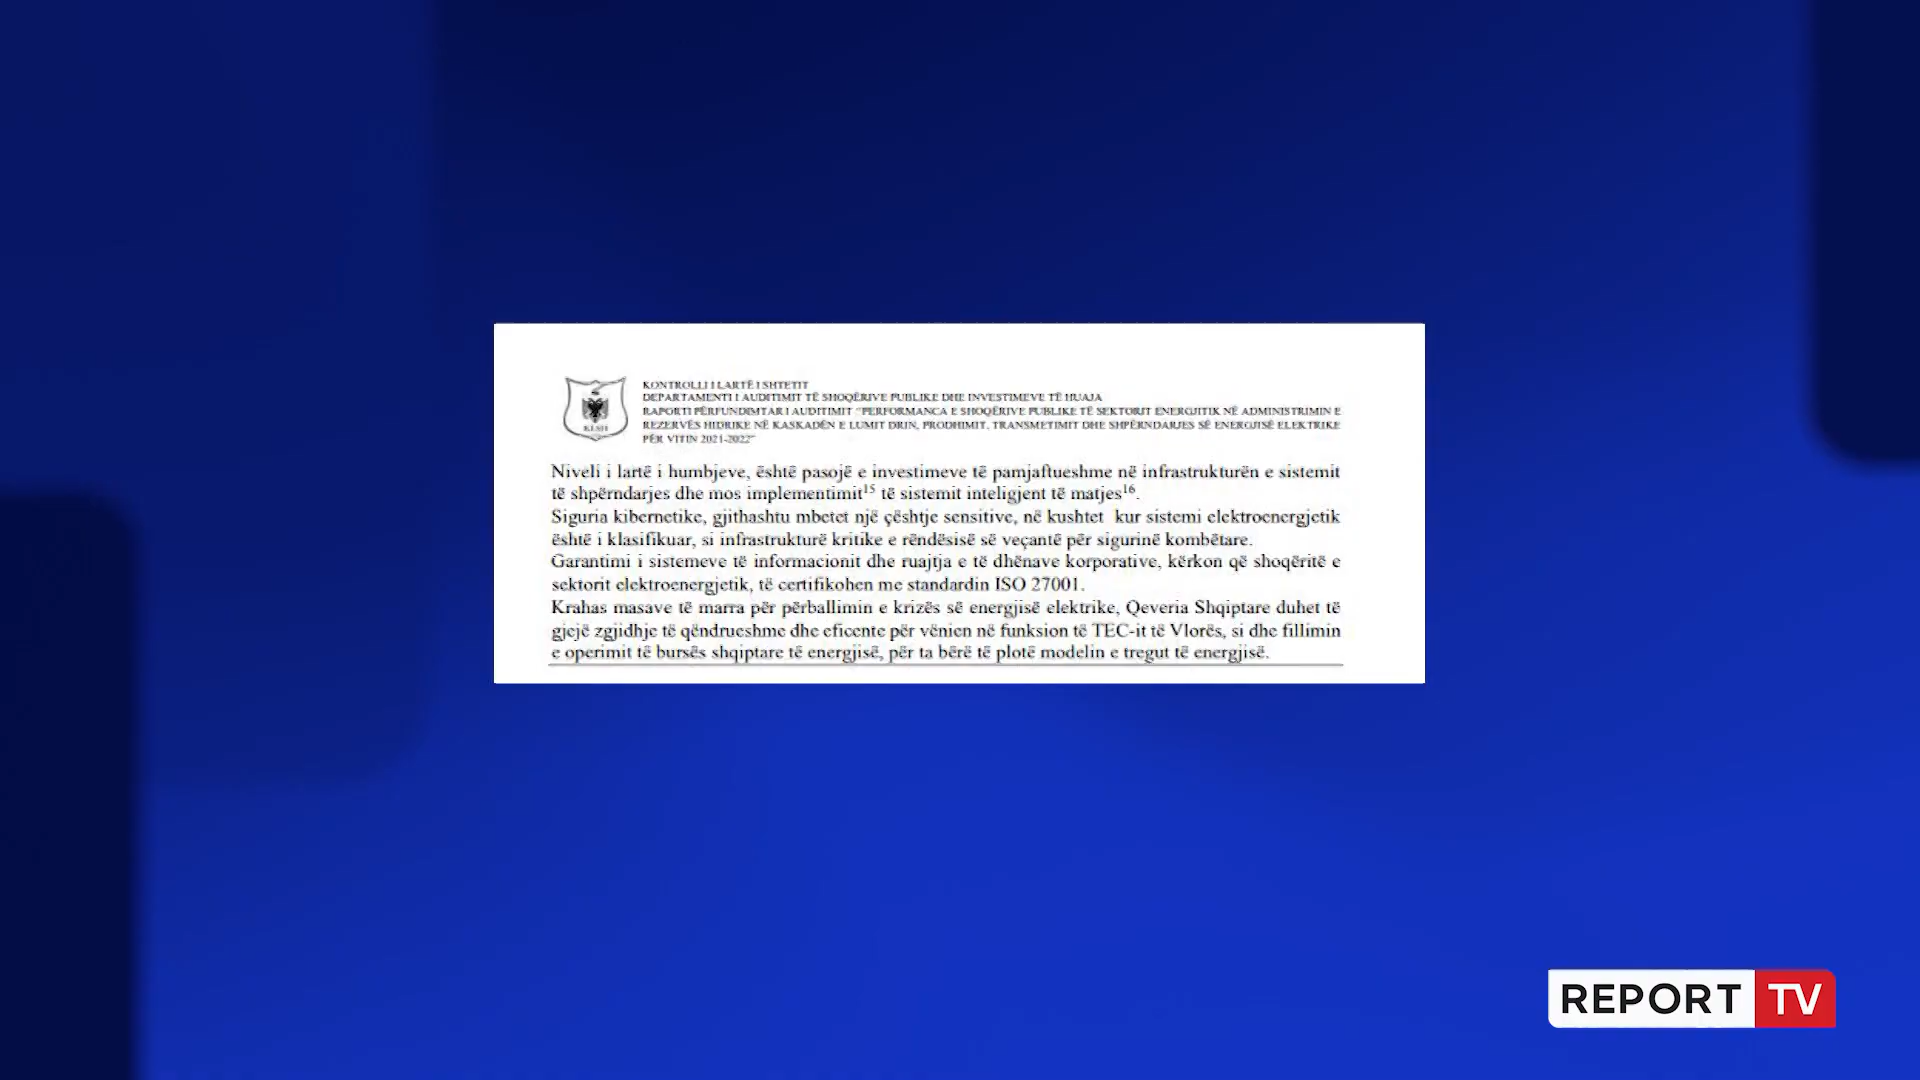 KONTROLLI I LARTË I SHTETIT
DEPARTAMENTI I AUDITIMIT TË SHOQËRIVE PUBLIKE DHE INVESTIMEVE TË HUAJA
RAPORTI PËRFUNDIMTAR I AUDITIMIT "PERFORMANCA E SHOQËRIVE PUBLIKE TË SEKTORIT ENERGJITIK NË ADMINISTRIMIN E
REZERVËS HIDRIKE NË KASKADËN E LUMIT DRIN, PRODHIMIT, TRANSMETIMIT DHE SHPËRNDARJES SË ENERGJISË ELEKTRIKE
PËR VITIN 2021-2022"
KLSH
Niveli i lartë i humbjeve, është pasojë e investimeve të pamjaftueshme në infrastrukturën e sistemit
të shpërndarjes dhe mos implementimit15 të sistemit inteligjent të matjes16.
Siguria kibernetike, gjithashtu mbetet një çështje sensitive, në kushtet kur sistemi elektroenergjetik
është i klasifikuar, si infrastrukturë kritike e rëndësisë së veçantë për sigurinë kombëtare.
Garantimi i sistemeve të informacionit dhe ruajtja e të dhënave korporative, kërkon që shoqëritë e
sektorit elektroenergjetik, të certifikohen me standardin ISO 27001.
Krahas masave të marra për përballimin e krizës së energjisë elektrike, Qeveria Shqiptare duhet të
gjejë zgjidhje të qëndrueshme dhe eficente për vënien në funksion të TEC-it të Vlorës, si dhe fillimin
e operimit të bursës shqiptare të energjisë, për ta bërë të plotë modelin e tregut të energjisë.
REPORT TV